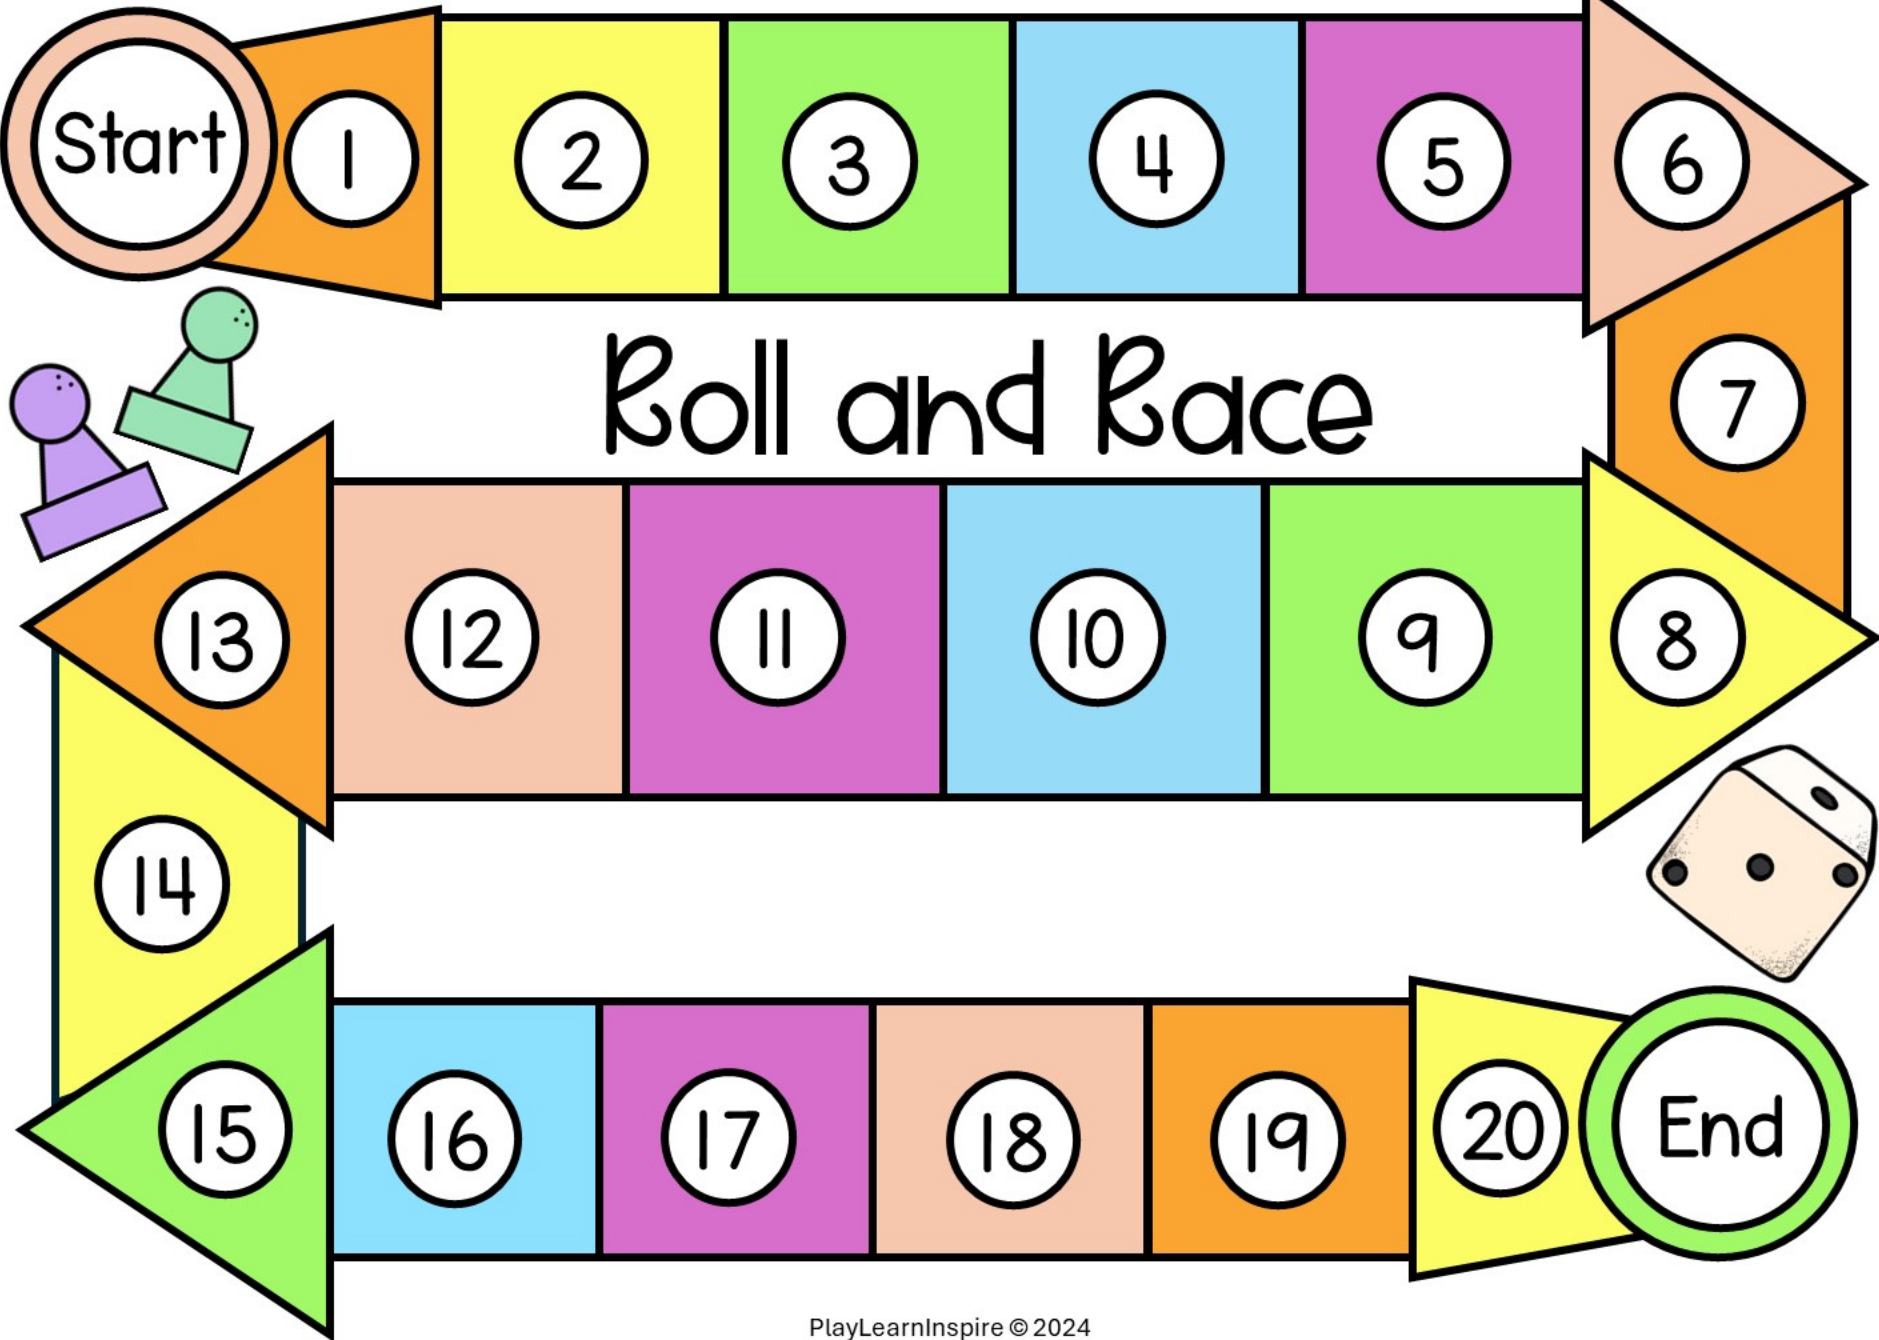 Start 1 2 3 4 5 6
Roll and Race
7
13 12 11 10 9 8
14
15 16 17 18 19 20 End
PlayLearnInspire © 2024